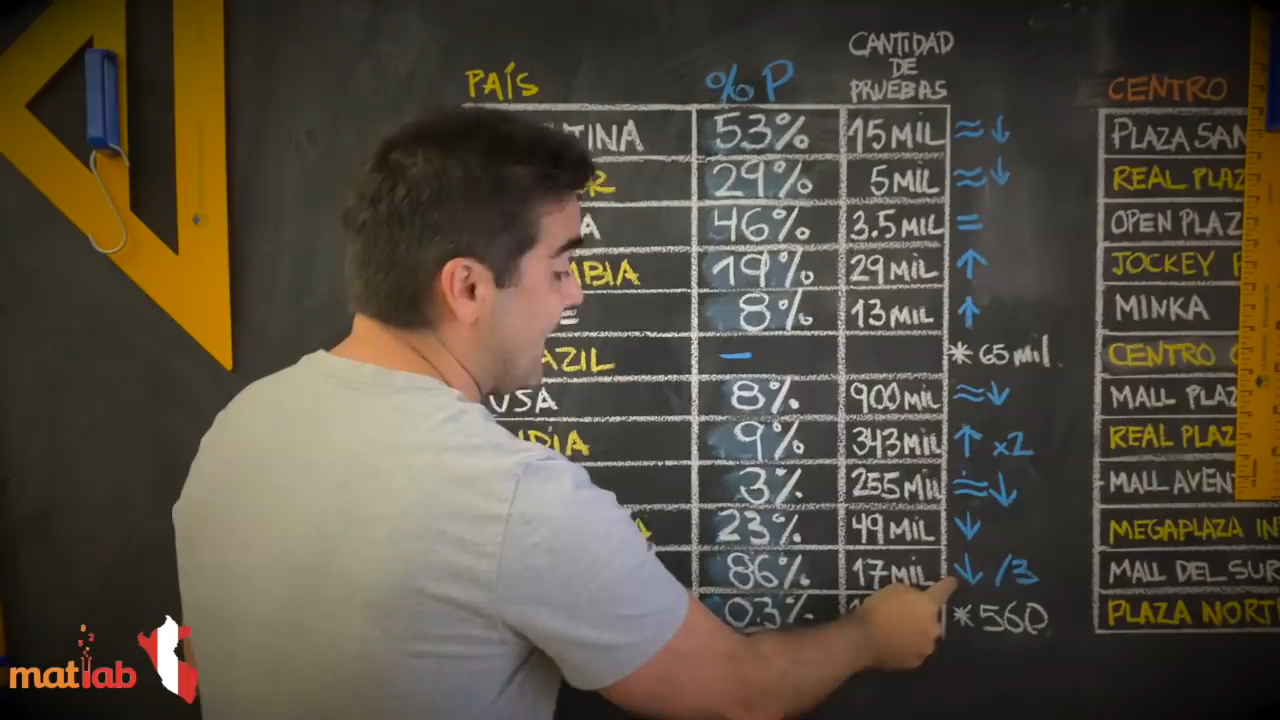 PAÍS % P CANTIDAD DE PRUEBAS
TINA 53% 15 MIL ≈ ↓
R 29% 5 MIL ≈ ↓
A 46% 3.5 MIL =
MBIA 19% 29 MIL ↑
8% 13 MIL ↑
AZIL — * 65 mil.
USA 8% 900 MIL ≈ ↓
NDIA 9% 343 MIL ↑ x2
3% 255 MIL ≈ ↓
23% 49 MIL ↓
86% 17 MIL ↓ /3
03% * 560
CENTRO
PLAZA SAN
REAL PLAZ
OPEN PLAZ
JOCKEY P
MINKA
CENTRO C
MALL PLAZ
REAL PLAZ
MALL AVEN
MEGAPLAZA IN
MALL DEL SUR
PLAZA NORT
matlab